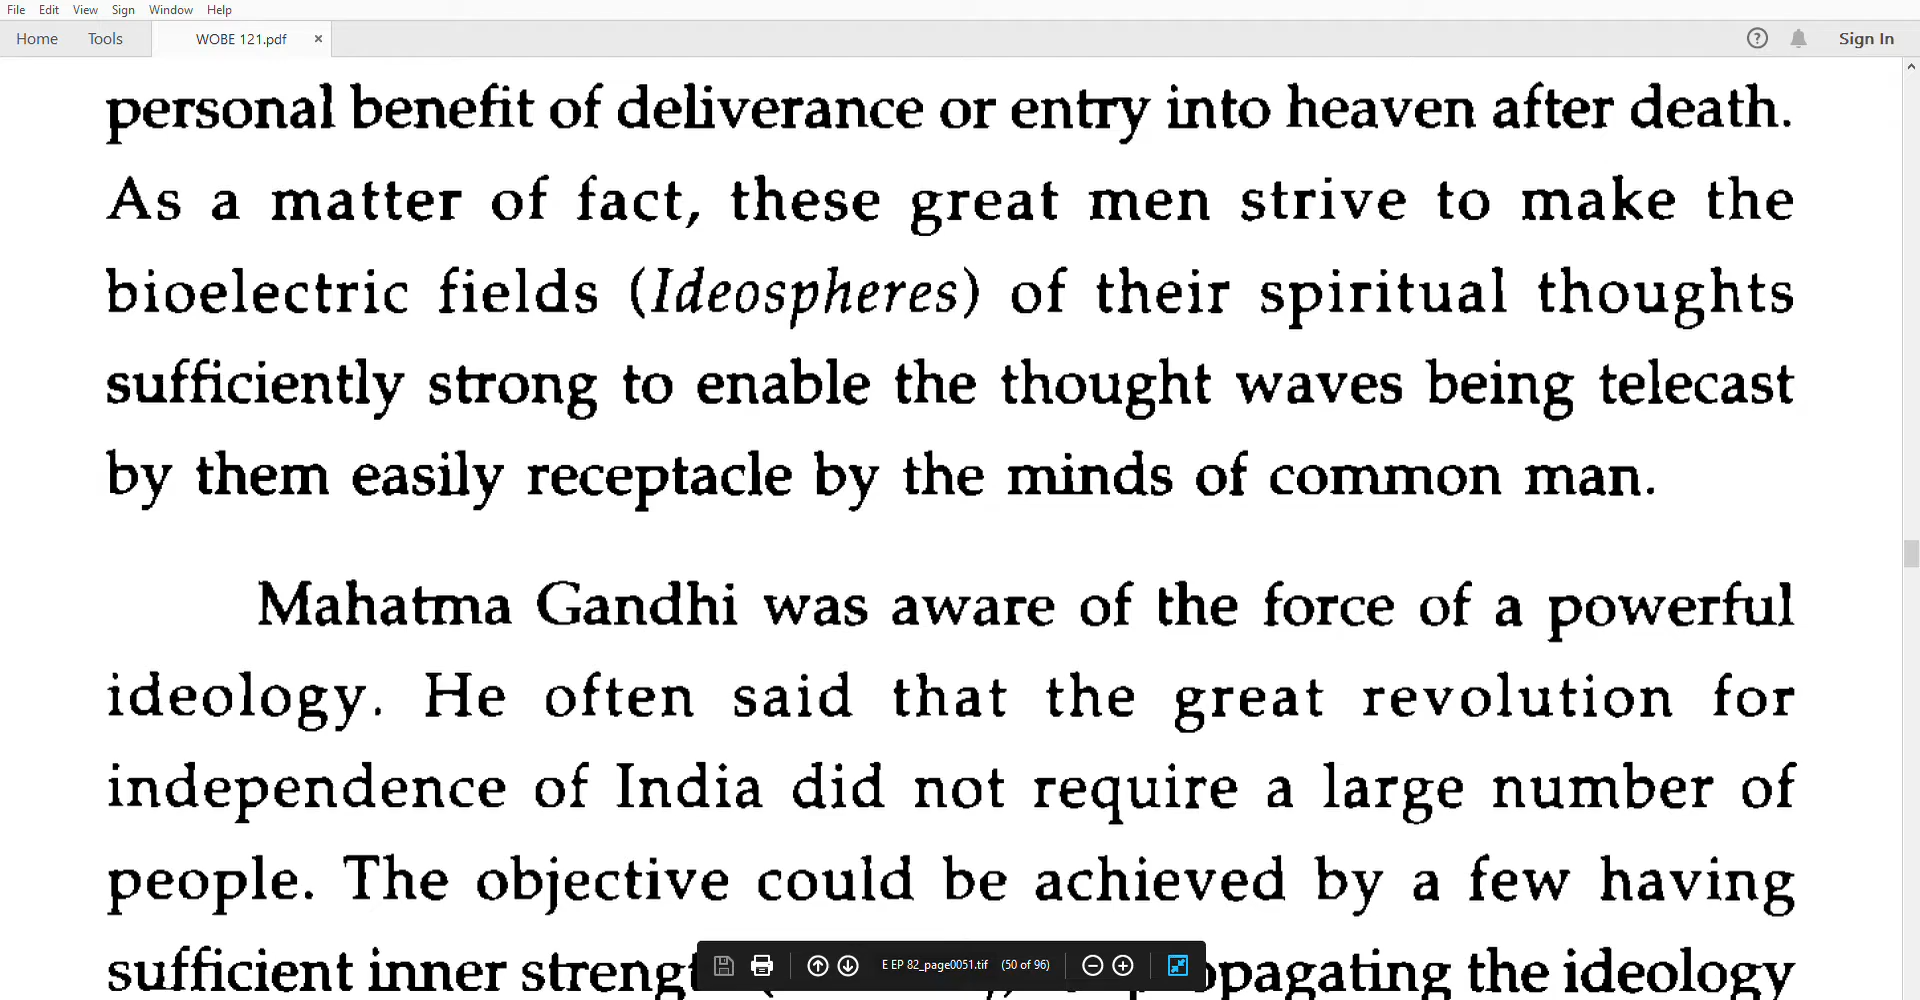 File Edit View Sign Window Help
Home Tools WOBE 121.pdf × ? Sign In
personal benefit of deliverance or entry into heaven after death.
As a matter of fact, these great men strive to make the
bioelectric fields (Ideospheres) of their spiritual thoughts
sufficiently strong to enable the thought waves being telecast
by them easily receptacle by the minds of common man.
Mahatma Gandhi was aware of the force of a powerful
ideology. He often said that the great revolution for
independence of India did not require a large number of
people. The objective could be achieved by a few having
sufficient inner the ideology
E EP 82_page0051.tif (50 of 96)